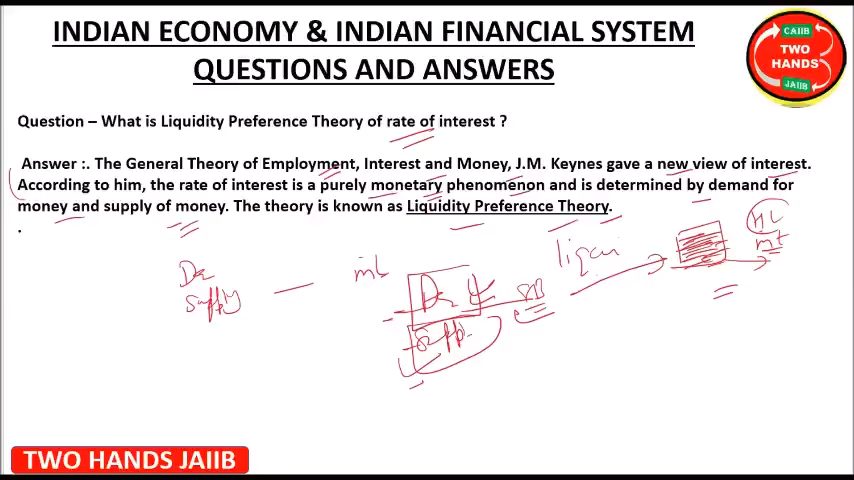 INDIAN ECONOMY & INDIAN FINANCIAL SYSTEM
QUESTIONS AND ANSWERS
CAIIB
TWO
HANDS
JAIIB
Question – What is Liquidity Preference Theory of rate of interest ?
Answer :. The General Theory of Employment, Interest and Money, J.M. Keynes gave a new view of interest.
According to him, the rate of interest is a purely monetary phenomenon and is determined by demand for
money and supply of money. The theory is known as Liquidity Preference Theory.
.
Supply
TWO HANDS JAIIB